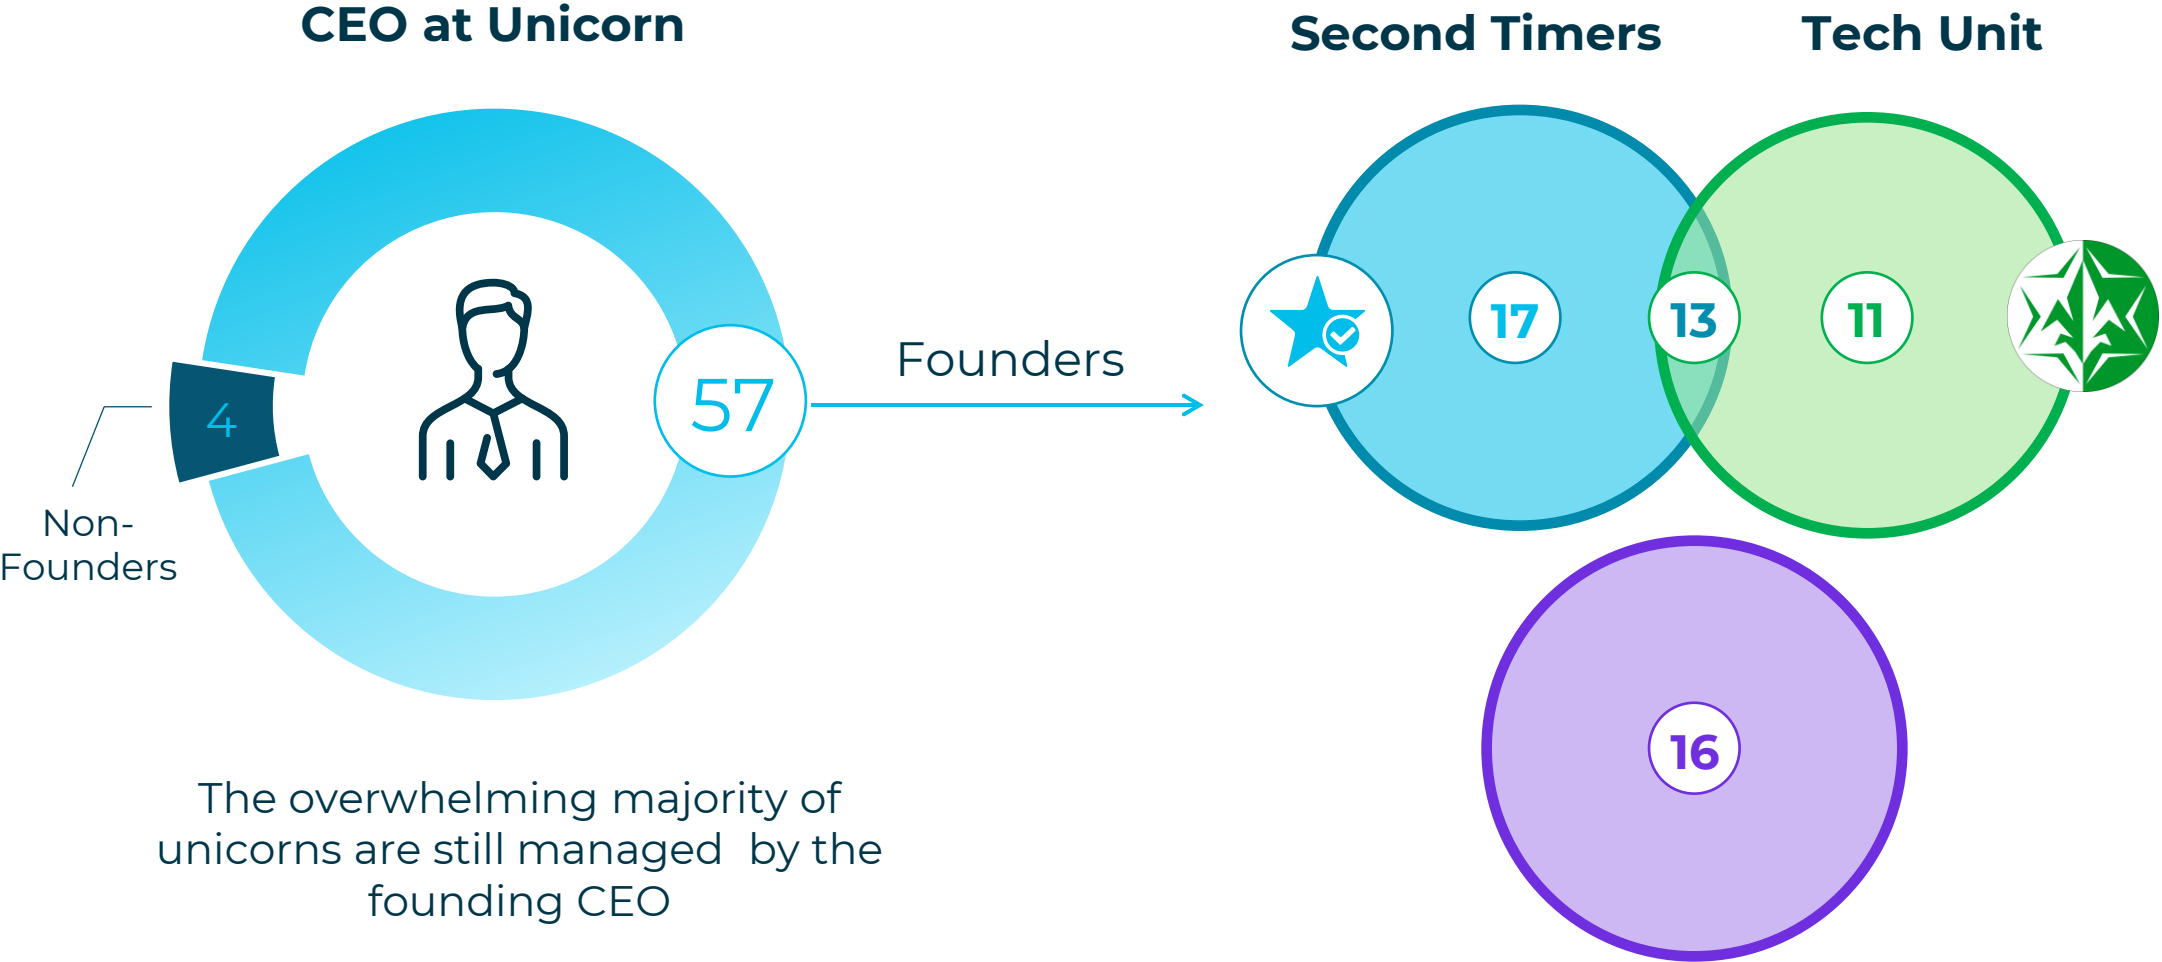 CEO at Unicorn
4
57
Non-
Founders
The overwhelming majority of
unicorns are still managed  by the
founding CEO
Founders
Second Timers
Tech Unit
17
13
11
16